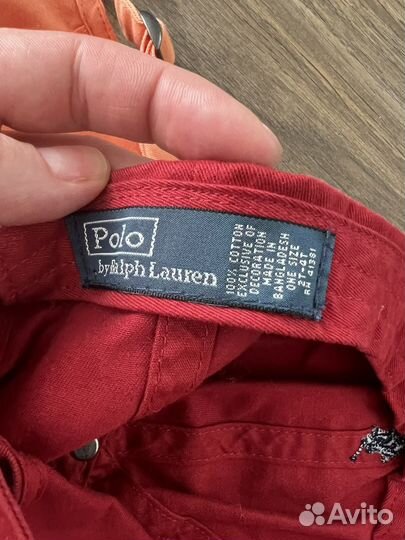 Polo
by Ralph Lauren
100% COTTON
EXCLUSIVE OF
DECORATION
MADE IN
BANGLADESH
ONE SIZE
2T-4T
RN 41381
Avito